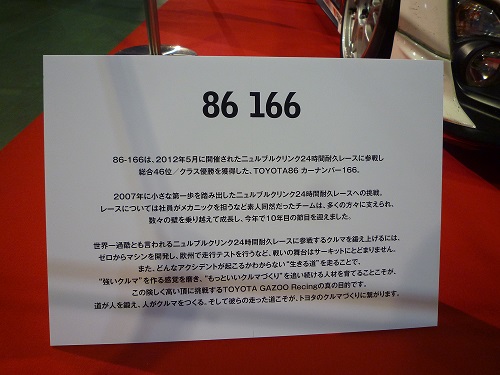 86 166
86-166は、2012年5月に開催されたニュルブルクリンク24時間耐久レースに参戦し
総合46位/クラス優勝を獲得した、TOYOTA86 カーナンバー166。
2007年に小さな第一歩を踏み出したニュルブルクリンク24時間耐久レースへの挑戦。
レースについては社員がメカニックを担うなど素人同然だったチームは、多くの方々に支えられ、
数々の壁を乗り越えて成長し、今年で10年目の節目を迎えました。
世界一過酷とも言われるニュルブルクリンク24時間耐久レースに参戦するクルマを鍛え上げるには、
ゼロからマシンを開発し、欧州で走行テストを行うなど、戦いの舞台はサーキットにとどまりません。
また、どんなアクシデントが起こるかわからない“生きる道”を走ることで、
“強いクルマ”を作る感覚を磨き、“もっといいクルマづくり”を追い続ける人材を育てることこそが、
この険しく高い頂に挑戦するTOYOTA GAZOO Racingの真の目的です。
道が人を鍛え、人がクルマをつくる。そして彼らの走った道こそが、トヨタのクルマづくりに繋がります。